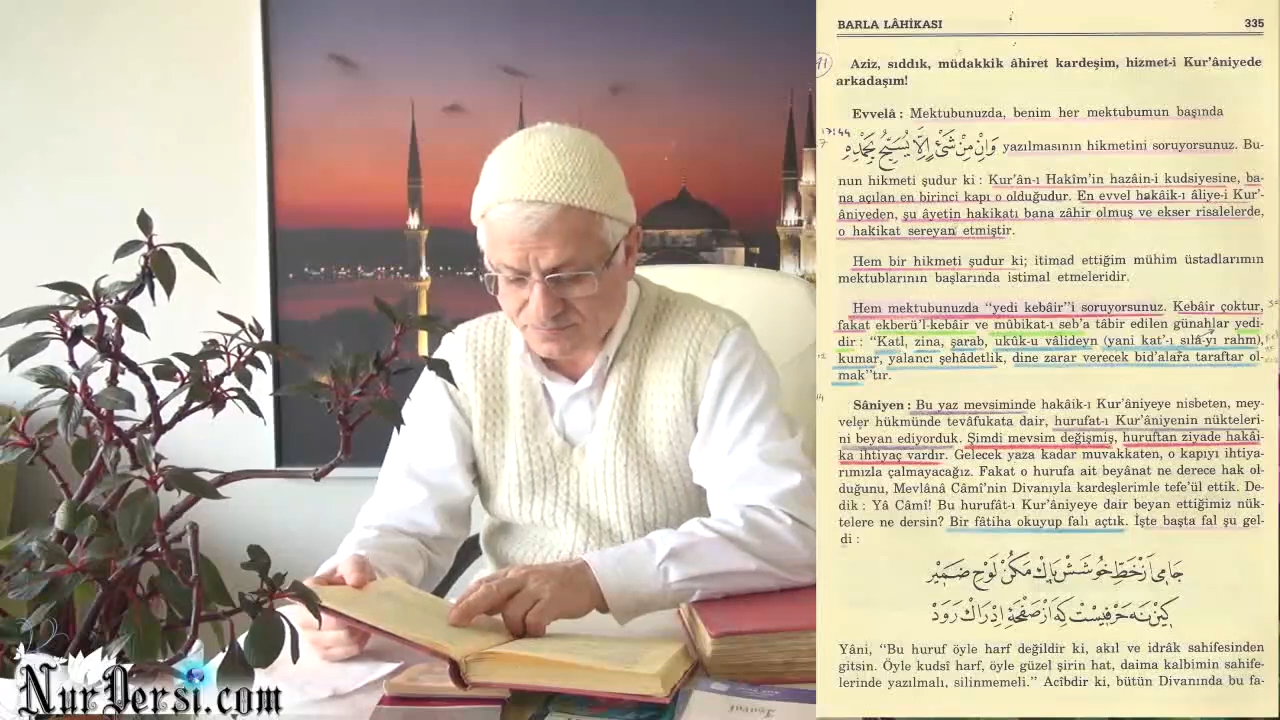 BARLA LÂHİKASI 335
Aziz, sıddık, müdakkik âhiret kardeşim, hizmet-i Kur'âniyede
arkadaşım!
Evvelâ : Mektubunuzda, benim her mektubumun başında
وَاِنْ مِنْ شَيْءٍ اِلَّا يُسَبِّحُ بِحَمْدِهِ yazılmasının hikmetini soruyorsunuz. Bu-
nun hikmeti şudur ki : Kur'ân-ı Hakîm'in hazâin-i kudsiyesine, ba-
na açılan en birinci kapı o olduğudur. En evvel hakâik-ı âliye-i Kur'-
âniyeden, şu âyetin hakikatı bana zâhir olmuş ve ekser risalelerde,
o hakikat sereyan etmiştir.
Hem bir hikmeti şudur ki; itimad ettiğim mühim üstadlarımın
mektublarının başlarında istimal etmeleridir.
Hem mektubunuzda "yedi kebâir"i soruyorsunuz. Kebâir çoktur,
fakat ekberü'l-kebâir ve mûbikat-ı seb'a tâbir edilen günahlar yedi-
dir : "Katl, zina, şarab, ukûk-u vâlideyn (yani kat'-ı sıla-yı rahm),
kumar, yalancı şehâdetlik, dine zarar verecek bid'alara taraftar ol-
mak"tır.
Sâniyen : Bu yaz mevsiminde hakâik-ı Kur'âniyeye nisbeten, mey-
veler hükmünde tevâfukata dair, hurufat-ı Kur'âniyenin nükteleri-
ni beyan ediyorduk. Şimdi mevsim değişmiş, huruftan ziyade hakâi-
ka ihtiyaç vardır. Gelecek yaza kadar muvakkaten, o kapıyı ihtiya-
rımızla çalmayacağız. Fakat o hurufa ait beyânat ne derece hak ol-
duğunu, Mevlânâ Câmî'nin Divanıyla kardeşlerimle tefe'ül ettik. De-
dik : Yâ Câmî! Bu hurufât-ı Kur'âniyeye dair beyan ettiğimiz nük-
telere ne dersin? Bir fâtiha okuyup falı açtık. İşte başta fal şu gel-
di :
جَامِى اَزْ خَطِّ خُوشَشْ پَاكْ مَكُنْ لَوْحِ ضَمِيْر
كِيْن نَه حَرْفِيسْت كِه اَزْ صَفْحَۀِ اِدْرَاكْ رَوَدْ
Yâni, "Bu huruf öyle harf değildir ki, akıl ve idrâk sahifesinden
gitsin. Öyle kudsî harf, öyle güzel şirin hat, daima kalbimin sahife-
lerinde yazılmalı, silinmemeli." Acîbdir ki, bütün Divanında bu fa-
NurDersi.com